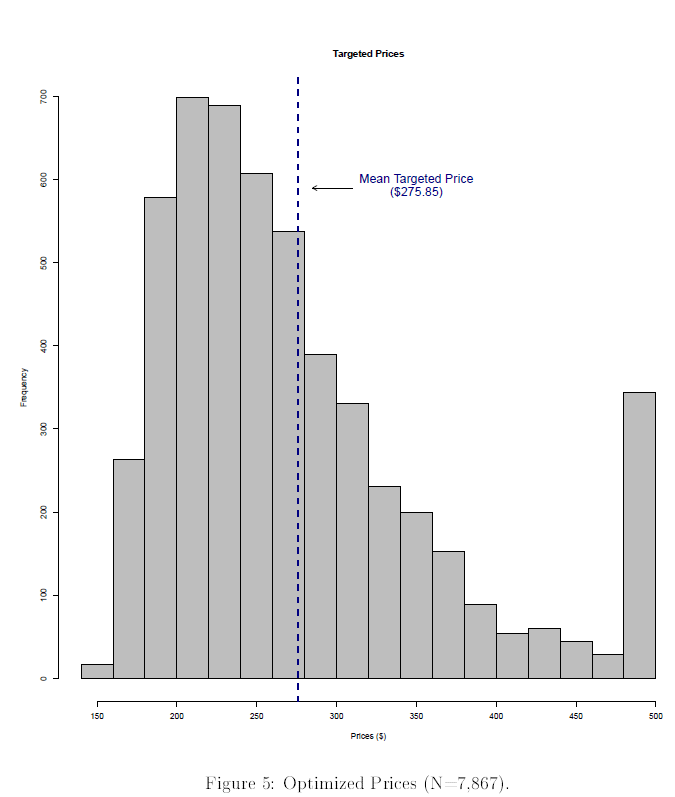 Targeted Prices
700
600
500
400
300
200
100
0
Frequency
Mean Targeted Price
($275.85)
150 200 250 300 350 400 450 500
Prices ($)
Figure 5: Optimized Prices (N=7,867).